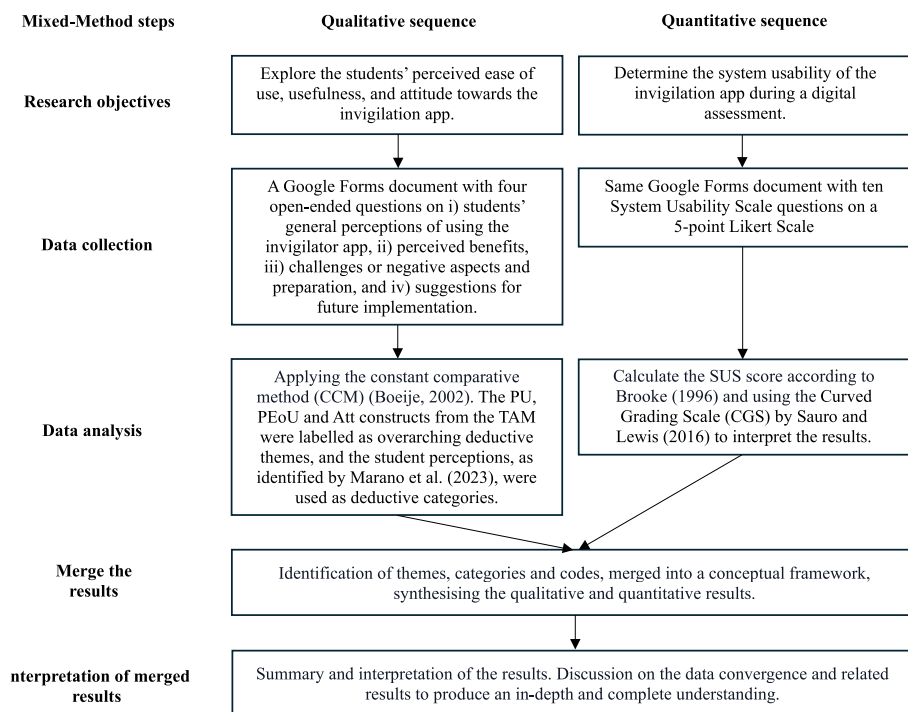 Mixed-Method steps
Qualitative sequence
Quantitative sequence
Research objectives
Explore the students' perceived ease of
use, usefulness, and attitude towards the
invigilation app.
Determine the system usability of the
invigilation app during a digital
assessment.
Data collection
A Google Forms document with four
open-ended questions on i) students'
general perceptions of using the
invigilator app, ii) perceived benefits,
iii) challenges or negative aspects and
preparation, and iv) suggestions for
future implementation.
Same Google Forms document with ten
System Usability Scale questions on a
5-point Likert Scale
Data analysis
Applying the constant comparative
method (CCM) (Boeije, 2002). The PU,
PEoU and Att constructs from the TAM
were labelled as overarching deductive
themes, and the student perceptions, as
identified by Marano et al. (2023), were
used as deductive categories.
Calculate the SUS score according to
Brooke (1996) and using the Curved
Grading Scale (CGS) by Sauro and
Lewis (2016) to interpret the results.
Merge the
results
Identification of themes, categories and codes, merged into a conceptual framework,
synthesising the qualitative and quantitative results.
nterpretation of merged
results
Summary and interpretation of the results. Discussion on the data convergence and related
results to produce an in-depth and complete understanding.